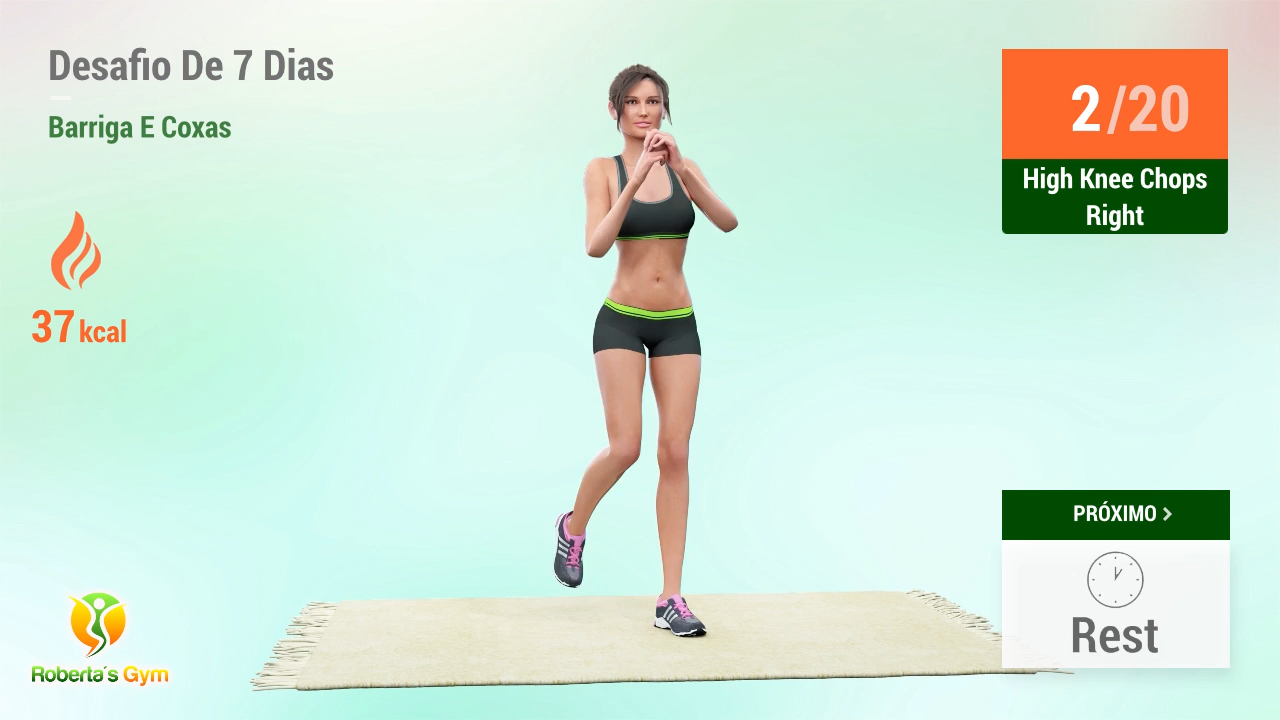 Desafio De 7 Dias
Barriga E Coxas
37 kcal
2/20
High Knee Chops
Right
PRÓXIMO >
Rest
Roberta´s Gym